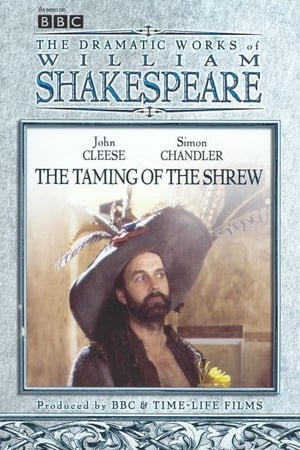 As seen on
BBC
THE DRAMATIC WORKS of
WILLIAM
SHAKESPEARE
John
CLEESE
Simon
CHANDLER
THE TAMING OF THE SHREW
Produced by BBC & TIME-LIFE FILMS